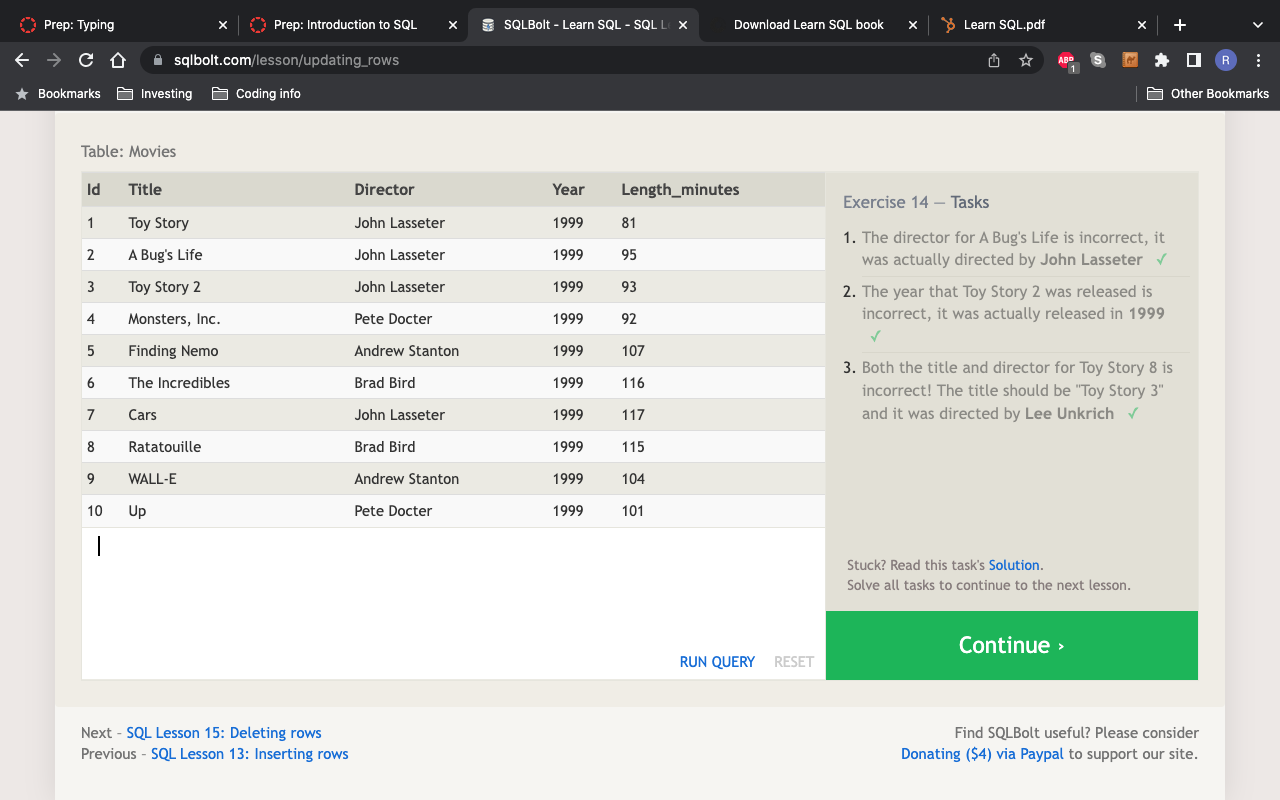 Prep: Typing
Prep: Introduction to SQL
SQLBolt - Learn SQL - SQL L
Download Learn SQL book
Learn SQL.pdf
sqlbolt.com/lesson/updating_rows
ABP
1
S
R
Bookmarks
Investing
Coding info
Other Bookmarks
Table: Movies
Id Title Director Year Length_minutes
1 Toy Story John Lasseter 1999 81
2 A Bug's Life John Lasseter 1999 95
3 Toy Story 2 John Lasseter 1999 93
4 Monsters, Inc. Pete Docter 1999 92
5 Finding Nemo Andrew Stanton 1999 107
6 The Incredibles Brad Bird 1999 116
7 Cars John Lasseter 1999 117
8 Ratatouille Brad Bird 1999 115
9 WALL-E Andrew Stanton 1999 104
10 Up Pete Docter 1999 101
RUN QUERY RESET
Exercise 14 — Tasks
1. The director for A Bug's Life is incorrect, it
was actually directed by John Lasseter ✓
2. The year that Toy Story 2 was released is
incorrect, it was actually released in 1999
✓
3. Both the title and director for Toy Story 8 is
incorrect! The title should be "Toy Story 3"
and it was directed by Lee Unkrich ✓
Stuck? Read this task's Solution.
Solve all tasks to continue to the next lesson.
Continue ›
Next – SQL Lesson 15: Deleting rows
Previous – SQL Lesson 13: Inserting rows
Find SQLBolt useful? Please consider
Donating ($4) via Paypal to support our site.